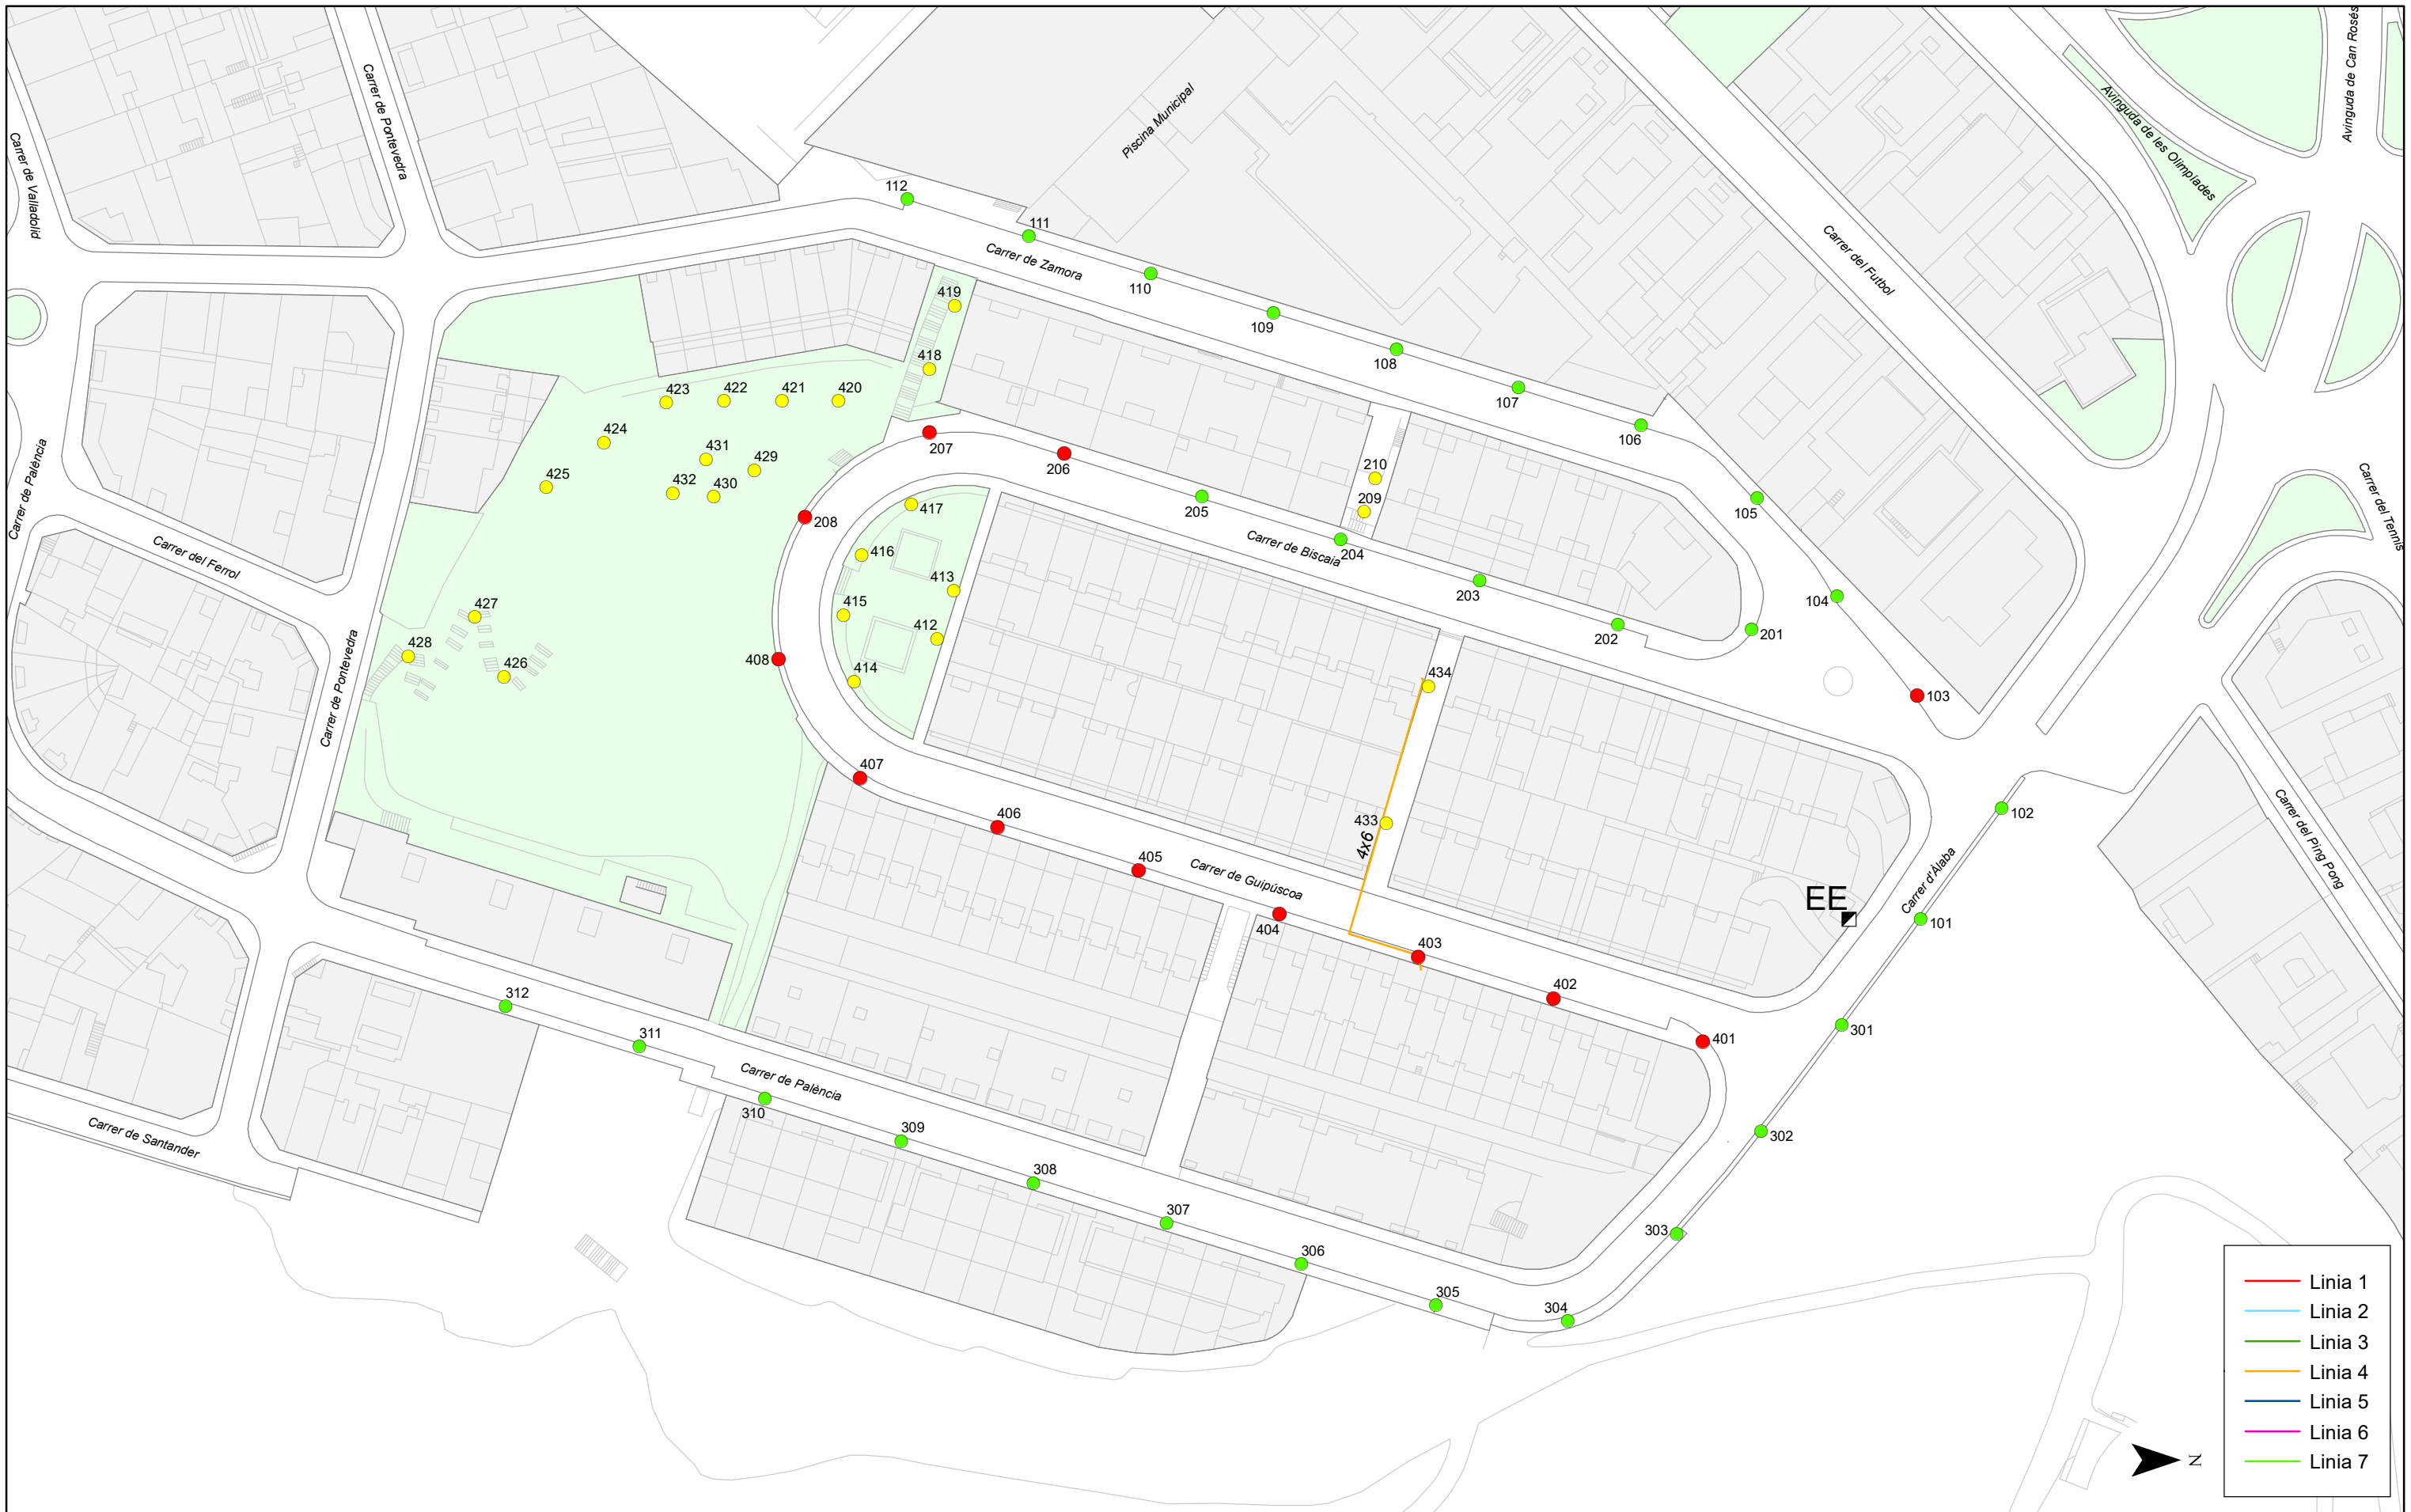 Carrer de Valladolid
Carrer de Pontevedra
Piscina Municipal
Avinguda de les Olimpíades
Avinguda de Can Rosés
Carrer del Futbol
Carrer de Zamora
112
111
110
109
108
107
106
105
104
103
102
101
419
418
423
422
421
420
424
425
431
429
432
430
207
206
205
204
203
202
201
208
210
209
Carrer de Biscaia
Carrer del Tennis
Carrer de Palència
Carrer del Ferrol
417
416
413
415
412
414
427
428
426
408
407
406
405
404
403
402
401
434
433
4x6
Carrer de Pontevedra
Carrer de Guipúscoa
EE
Carrer d'Àlaba
Carrer del Ping Pong
301
302
303
304
305
306
307
308
309
310
311
312
Carrer de Palència
Carrer de Santander
Linia 1
Linia 2
Linia 3
Linia 4
Linia 5
Linia 6
Linia 7
N